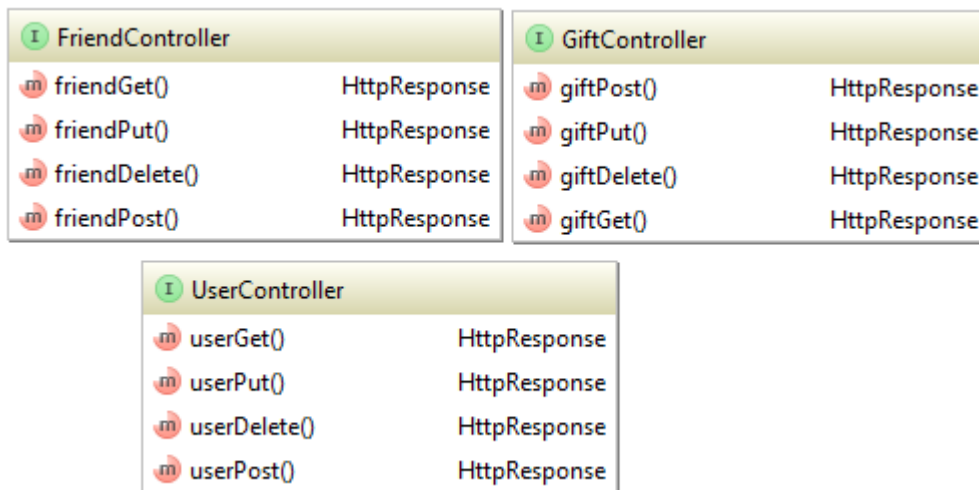 I FriendController
m friendGet() HttpResponse
m friendPut() HttpResponse
m friendDelete() HttpResponse
m friendPost() HttpResponse
I GiftController
m giftPost() HttpResponse
m giftPut() HttpResponse
m giftDelete() HttpResponse
m giftGet() HttpResponse
I UserController
m userGet() HttpResponse
m userPut() HttpResponse
m userDelete() HttpResponse
m userPost() HttpResponse